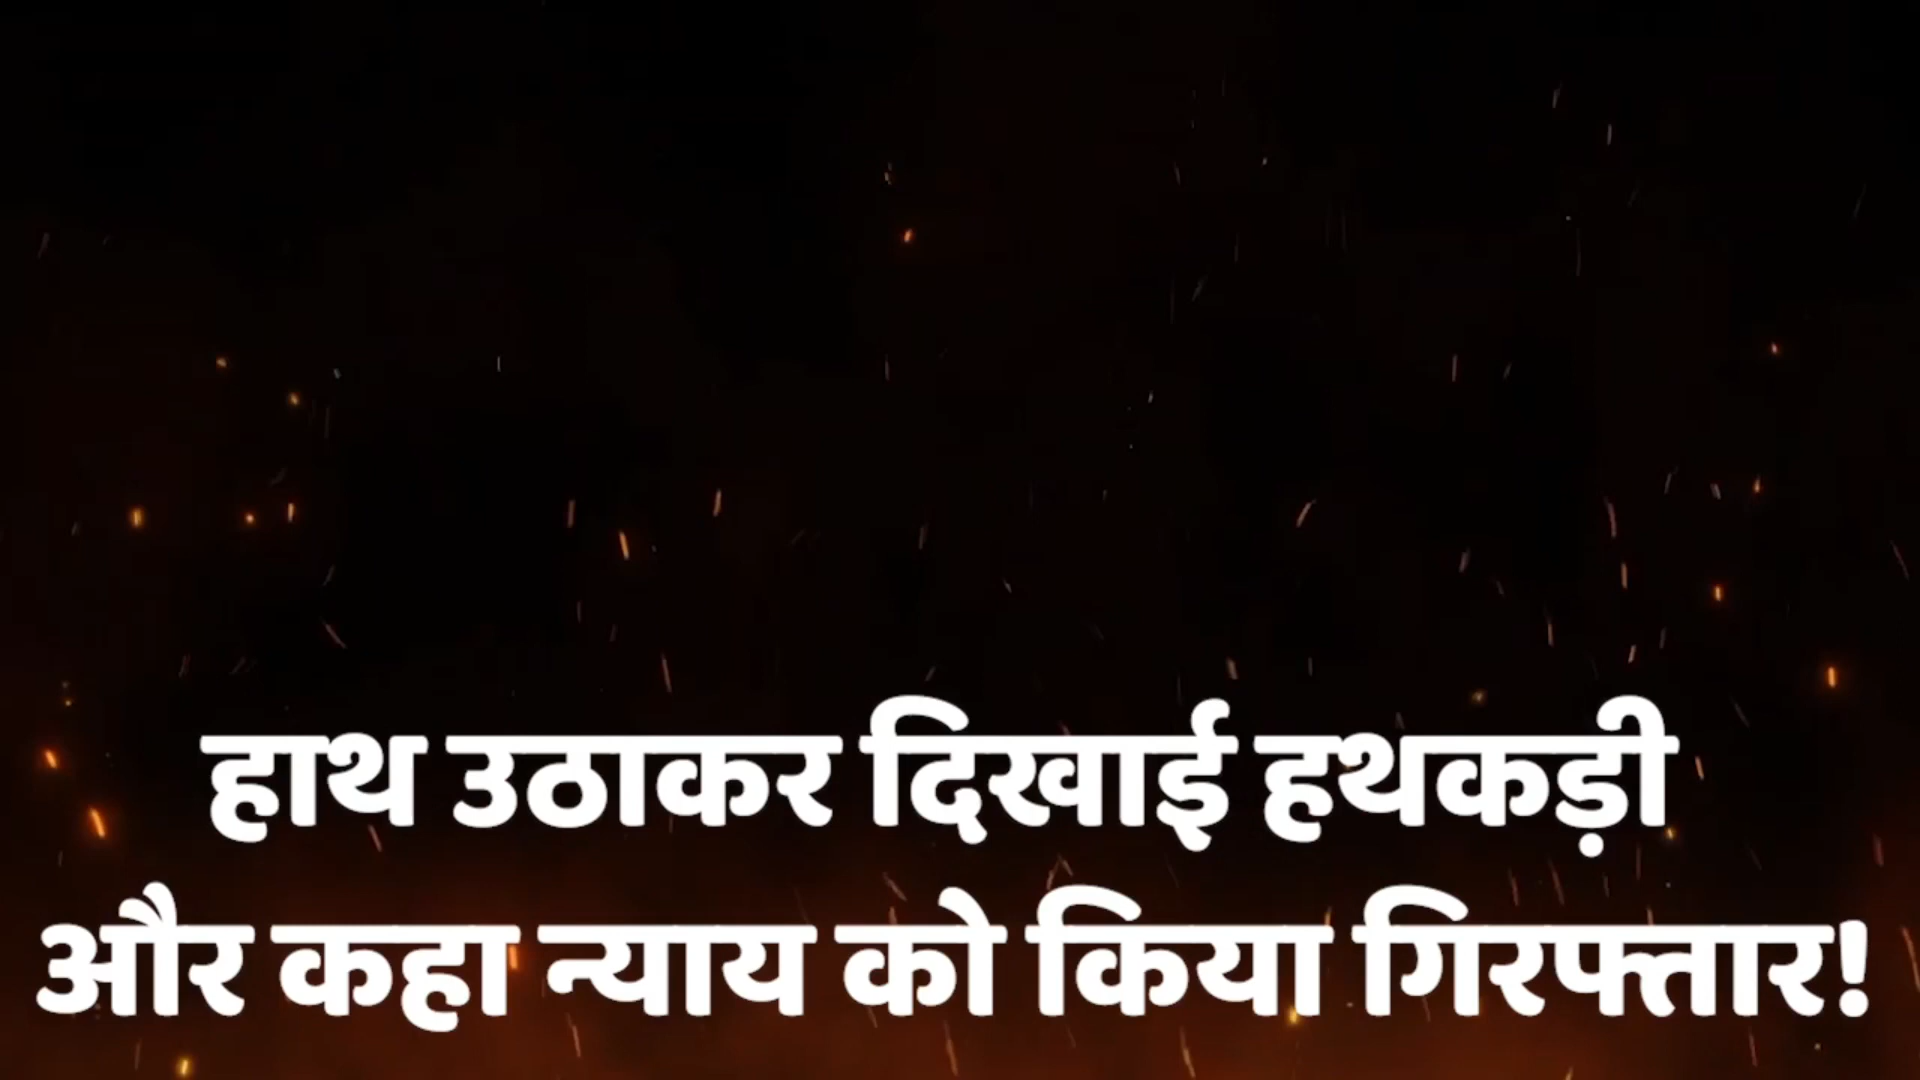 हाथ उठाकर दिखाई हथकड़ी
और कहा न्याय को किया गिरफ्तार!